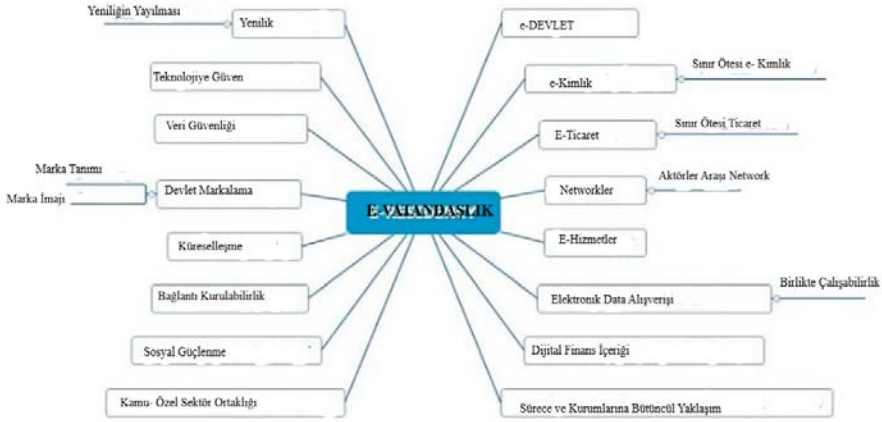 Yeniliğin Yayılması
Yenilik
Teknolojiye Güven
Veri Güvenliği
Marka Tanımı
Marka İmajı
Devlet Markalama
Küreselleşme
Bağlantı Kurulabilirlik
Sosyal Güçlenme
Kamu- Özel Sektör Ortaklığı
E-VATANDAŞLIK
e-DEVLET
e-Kimlik
Sınır Ötesi e- Kimlik
E-Ticaret
Sınır Ötesi Ticaret
Networkler
Aktörler Arası Network
E-Hizmetler
Elektronik Data Alışverişi
Birlikte Çalışabilirlik
Dijital Finans İçeriği
Sürece ve Kurumlarına Bütüncül Yaklaşım